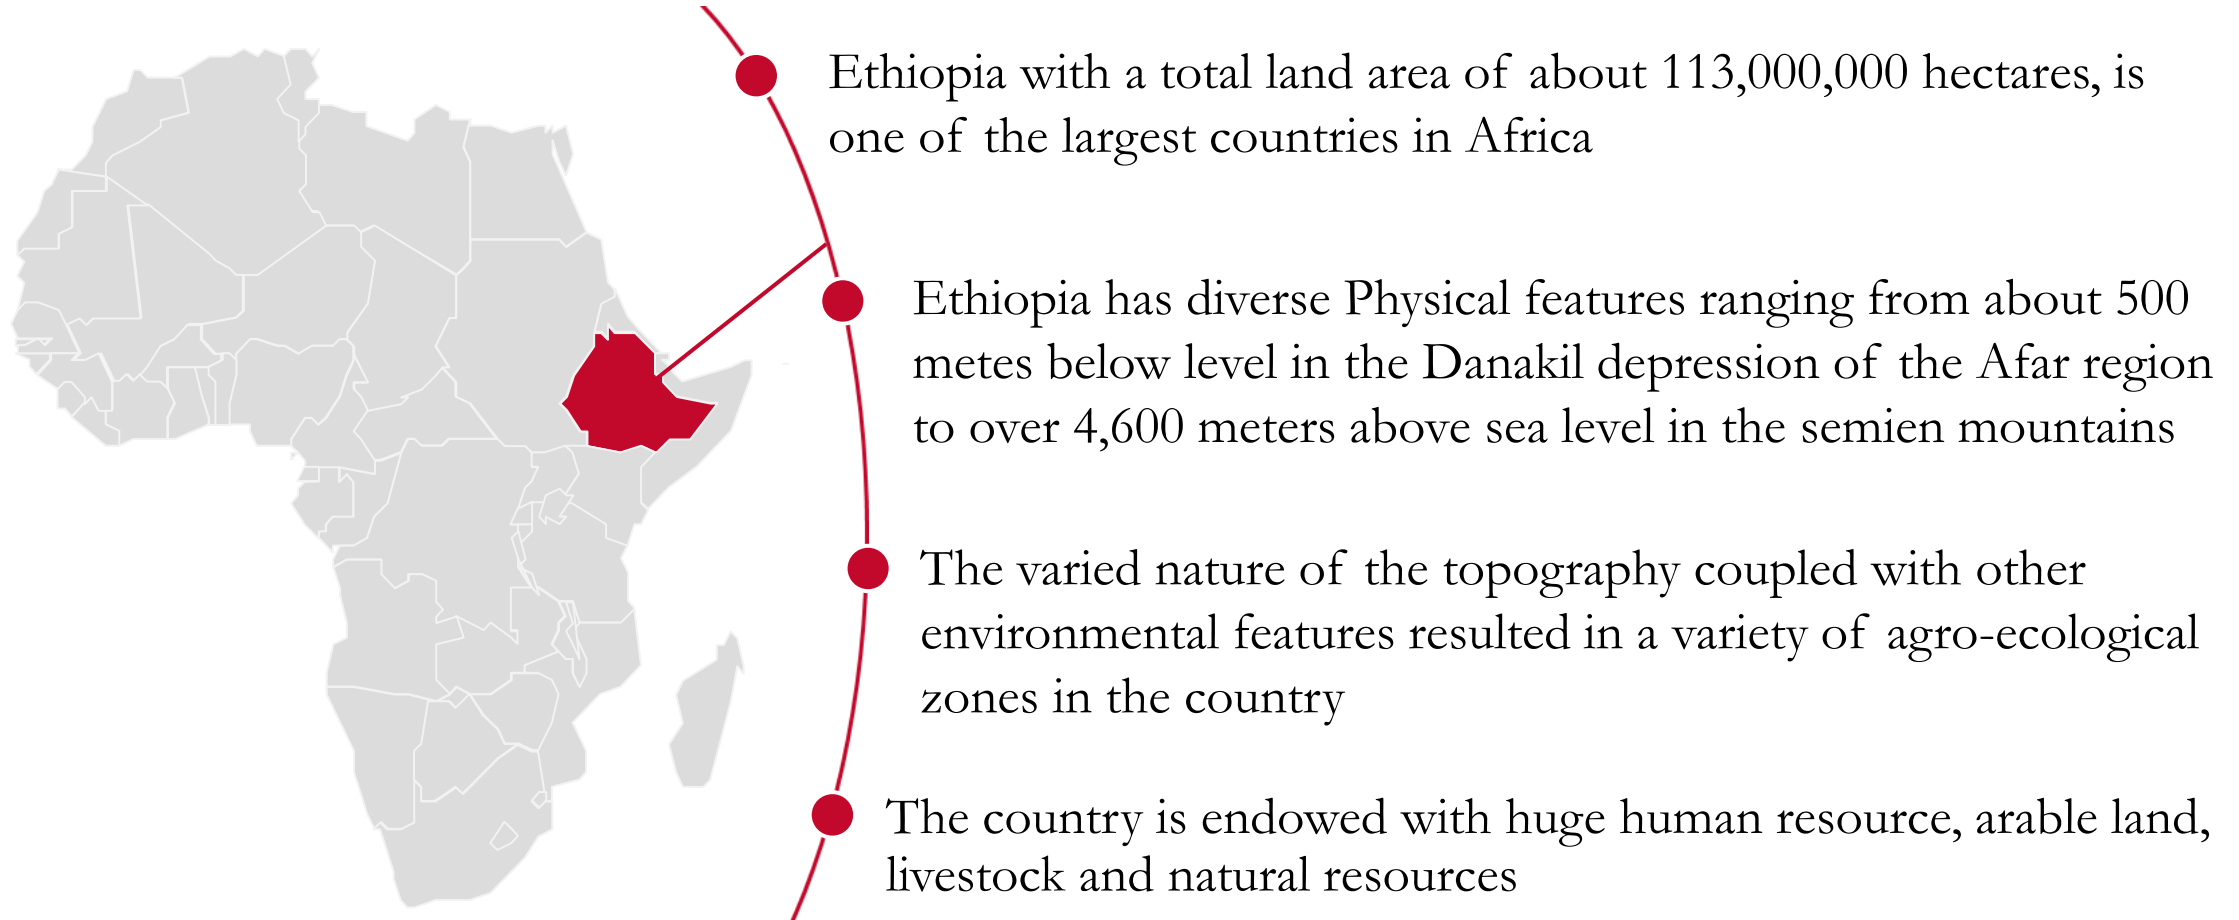 Ethiopia with a total land area of about 113,000,000 hectares, is
one of the largest countries in Africa
Ethiopia has diverse Physical features ranging from about 500
metes below level in the Danakil depression of the Afar region
to over 4,600 meters above sea level in the semien mountains
The varied nature of the topography coupled with other
environmental features resulted in a variety of agro-ecological
zones in the country
The country is endowed with huge human resource, arable land,
livestock and natural resources